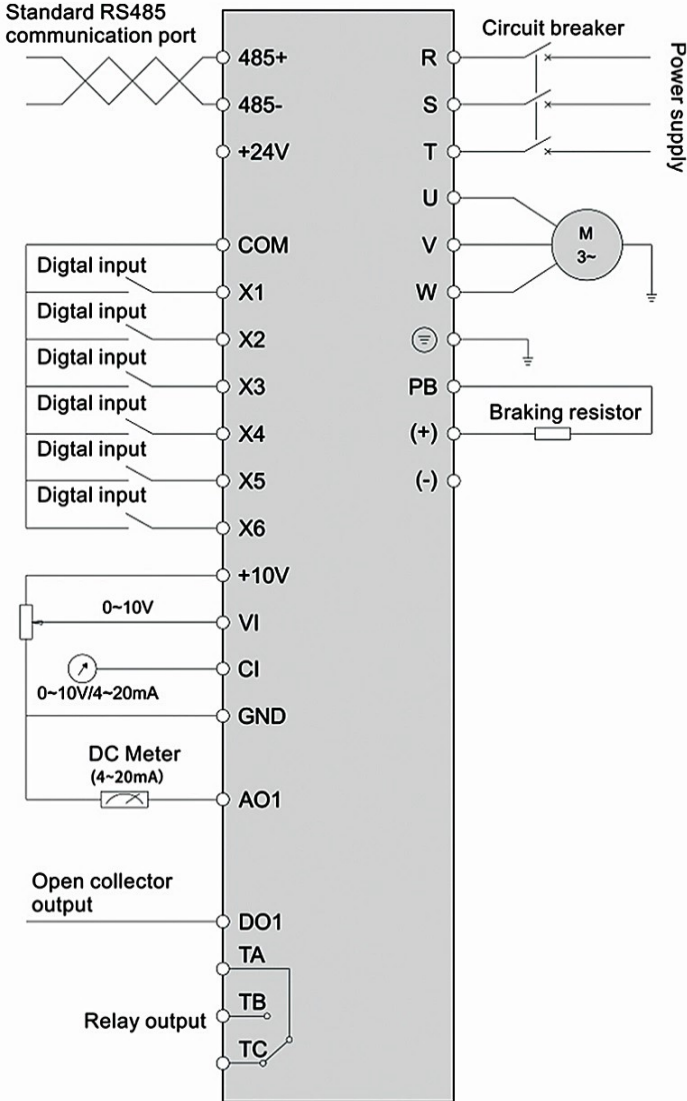 Standard RS485
communication port
485+
485-
+24V
COM
Digtal input
X1
Digtal input
X2
Digtal input
X3
Digtal input
X4
Digtal input
X5
Digtal input
X6
+10V
0~10V
VI
CI
0~10V/4~20mA
GND
DC Meter
(4~20mA)
AO1
Open collector
output
DO1
TA
TB
Relay output
TC
Circuit breaker
R
S
T
Power supply
U
V
W
M
3~
PB
Braking resistor
(+)
(-)